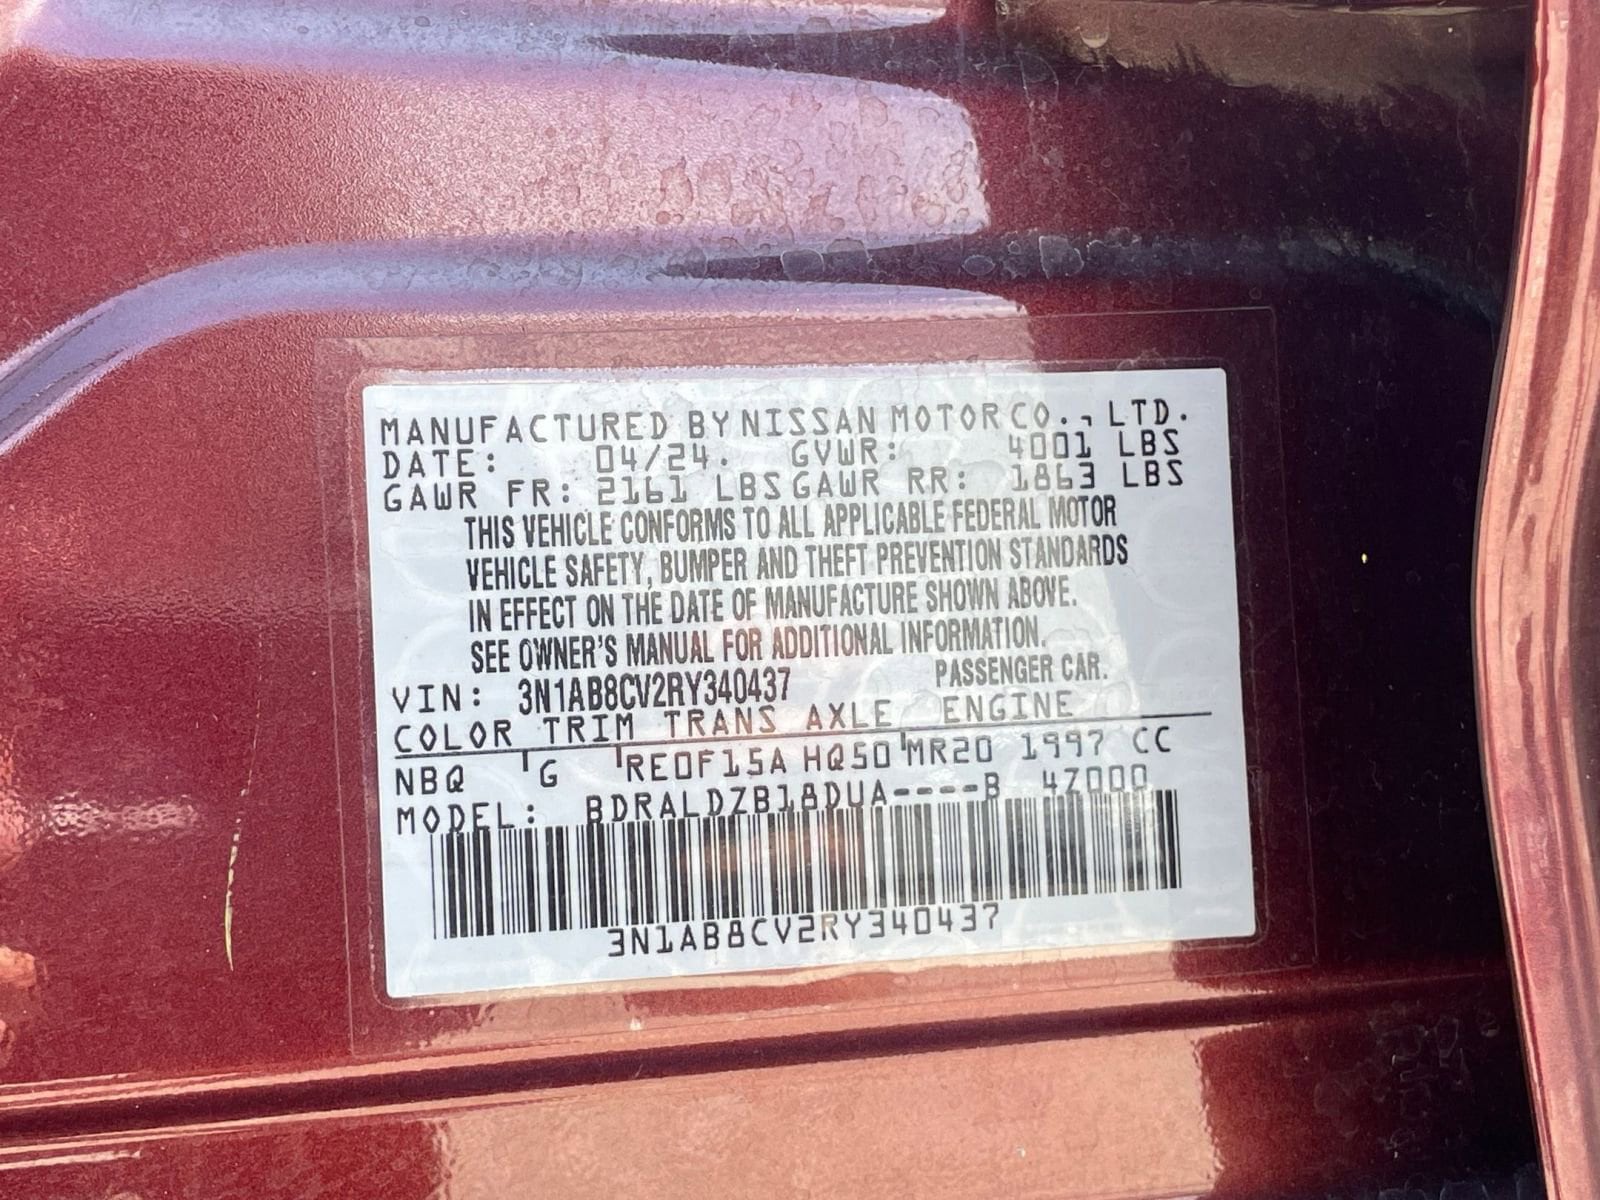 MANUFACTURED BY NISSAN MOTOR CO., LTD.
DATE: 04/24. GVWR: 4001 LBS
GAWR FR: 2161 LBS GAWR RR: 1863 LBS
THIS VEHICLE CONFORMS TO ALL APPLICABLE FEDERAL MOTOR
VEHICLE SAFETY, BUMPER AND THEFT PREVENTION STANDARDS
IN EFFECT ON THE DATE OF MANUFACTURE SHOWN ABOVE.
SEE OWNER'S MANUAL FOR ADDITIONAL INFORMATION.
VIN: 3N1AB8CV2RY340437 PASSENGER CAR.
COLOR TRIM TRANS AXLE ENGINE
NBQ G RE0F15A HQ50 MR20 1997 CC
MODEL: BDRALDZB18DUA----B 4Z000
3N1AB8CV2RY340437